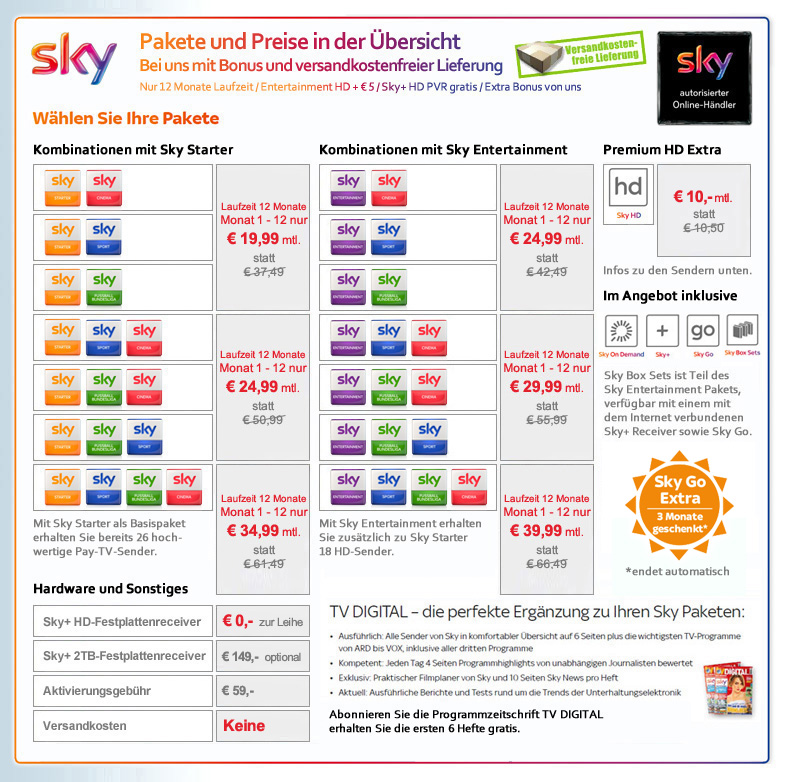 sky
Pakete und Preise in der Übersicht
Bei uns mit Bonus und versandkostenfreier Lieferung
Nur 12 Monate Laufzeit / Entertainment HD + € 5 / Sky+ HD PVR gratis / Extra Bonus von uns
Versandkosten-
freie Lieferung
sky
autorisierter
Online-Händler
Wählen Sie Ihre Pakete
Kombinationen mit Sky Starter
sky STARTER sky CINEMA
sky STARTER sky SPORT
sky STARTER sky FUSSBALL BUNDESLIGA
Laufzeit 12 Monate
Monat 1 - 12 nur
€ 19,99 mtl.
statt
€ 37,49
sky STARTER sky SPORT sky CINEMA
sky STARTER sky FUSSBALL BUNDESLIGA sky CINEMA
sky STARTER sky FUSSBALL BUNDESLIGA sky SPORT
Laufzeit 12 Monate
Monat 1 - 12 nur
€ 24,99 mtl.
statt
€ 50,99
sky STARTER sky SPORT sky FUSSBALL BUNDESLIGA sky CINEMA
Laufzeit 12 Monate
Monat 1 - 12 nur
€ 34,99 mtl.
statt
€ 61,49
Mit Sky Starter als Basispaket
erhalten Sie bereits 26 hoch-
wertige Pay-TV-Sender.
Kombinationen mit Sky Entertainment
sky ENTERTAINMENT sky CINEMA
sky ENTERTAINMENT sky SPORT
sky ENTERTAINMENT sky FUSSBALL BUNDESLIGA
Laufzeit 12 Monate
Monat 1 - 12 nur
€ 24,99 mtl.
statt
€ 42,49
sky ENTERTAINMENT sky SPORT sky CINEMA
sky ENTERTAINMENT sky FUSSBALL BUNDESLIGA sky CINEMA
sky ENTERTAINMENT sky FUSSBALL BUNDESLIGA sky SPORT
Laufzeit 12 Monate
Monat 1 - 12 nur
€ 29,99 mtl.
statt
€ 55,99
sky ENTERTAINMENT sky SPORT sky FUSSBALL BUNDESLIGA sky CINEMA
Laufzeit 12 Monate
Monat 1 - 12 nur
€ 39,99 mtl.
statt
€ 66,49
Mit Sky Entertainment erhalten
Sie zusätzlich zu Sky Starter
18 HD-Sender.
Premium HD Extra
hd
Sky HD
€ 10,- mtl.
statt
€ 10,50
Infos zu den Sendern unten.
Im Angebot inklusive
+ go
Sky On Demand Sky+ Sky Go Sky Box Sets
Sky Box Sets ist Teil des
Sky Entertainment Pakets,
verfügbar mit einem mit
dem Internet verbundenen
Sky+ Receiver sowie Sky Go.
Sky Go
Extra
3 Monate
geschenkt*
*endet automatisch
Hardware und Sonstiges
Sky+ HD-Festplattenreceiver € 0,- zur Leihe
Sky+ 2TB-Festplattenreceiver € 149,- optional
Aktivierungsgebühr € 59,-
Versandkosten Keine
TV DIGITAL – die perfekte Ergänzung zu Ihren Sky Paketen:
• Ausführlich: Alle Sender von Sky in komfortabler Übersicht auf 6 Seiten plus die wichtigsten TV-Programme
von ARD bis VOX, inklusive aller dritten Programme
• Kompetent: Jeden Tag 4 Seiten Programmhighlights von unabhängigen Journalisten bewertet
• Exklusiv: Praktischer Filmplaner von Sky und 10 Seiten Sky News pro Heft
• Aktuell: Ausführliche Berichte und Tests rund um die Trends der Unterhaltungselektronik
Abonnieren Sie die Programmzeitschrift TV DIGITAL
erhalten Sie die ersten 6 Hefte gratis.
DIGITAL